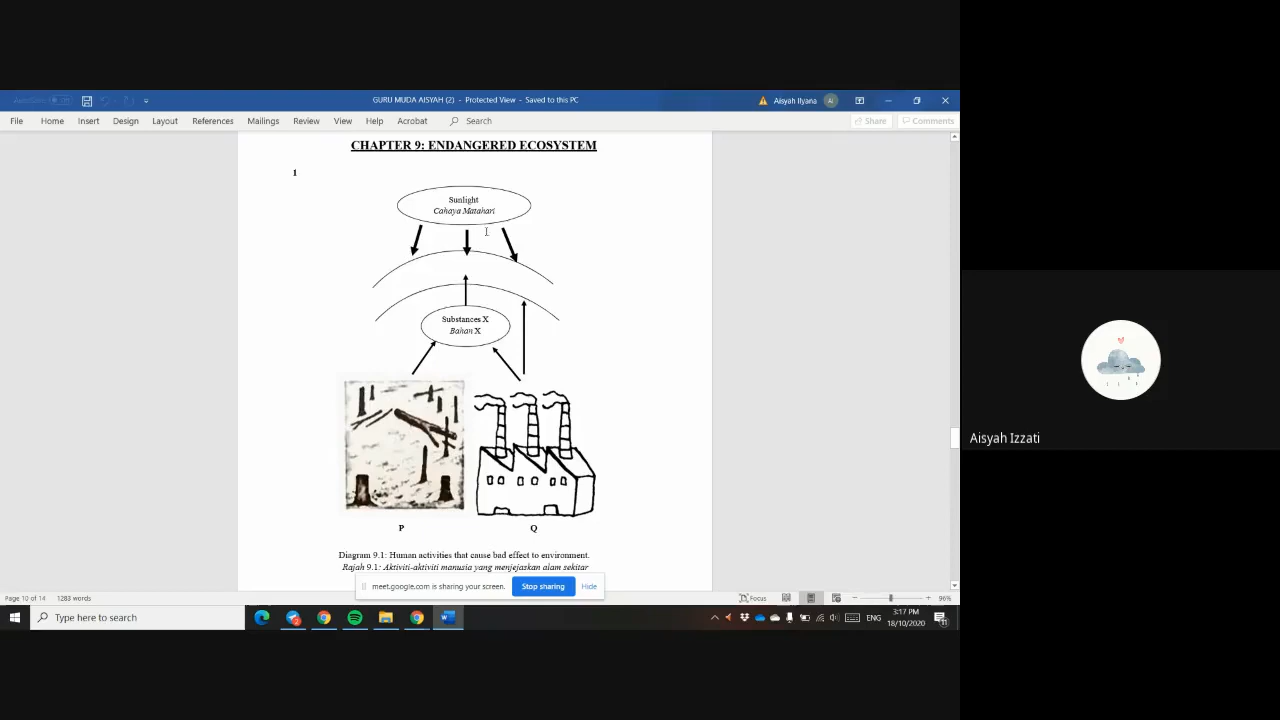 GURU MUDA AISYAH (2) - Protected View - Saved to this PC
Aisyah Ilyana
AI
File Home Insert Design Layout References Mailings Review View Help Acrobat Search
Share Comments
CHAPTER 9: ENDANGERED ECOSYSTEM
1
Sunlight
Cahaya Matahari
Substances X
Bahan X
P Q
Diagram 9.1: Human activities that cause bad effect to environment.
Rajah 9.1: Aktiviti-aktiviti manusia yang menjejaskan alam sekitar
meet.google.com is sharing your screen. Stop sharing Hide
Page 10 of 14 1283 words
Focus
96%
Type here to search
ENG
3:17 PM
18/10/2020
Aisyah Izzati